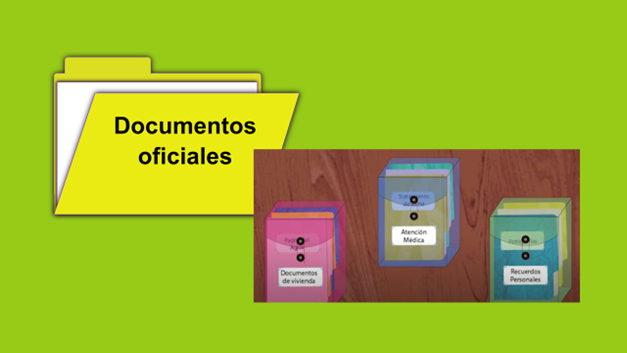 Documentos
oficiales
Atención
Médica
Documentos
de vivienda
Recuerdos
Personales